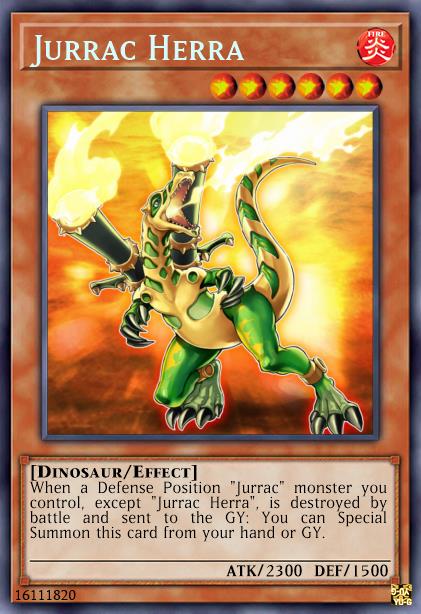 Jurrac Herra
FIRE
炎
[Dinosaur/Effect]
When a Defense Position "Jurrac" monster you
control, except "Jurrac Herra", is destroyed by
battle and sent to the GY: You can Special
Summon this card from your hand or GY.
ATK/2300 DEF/1500
16111820